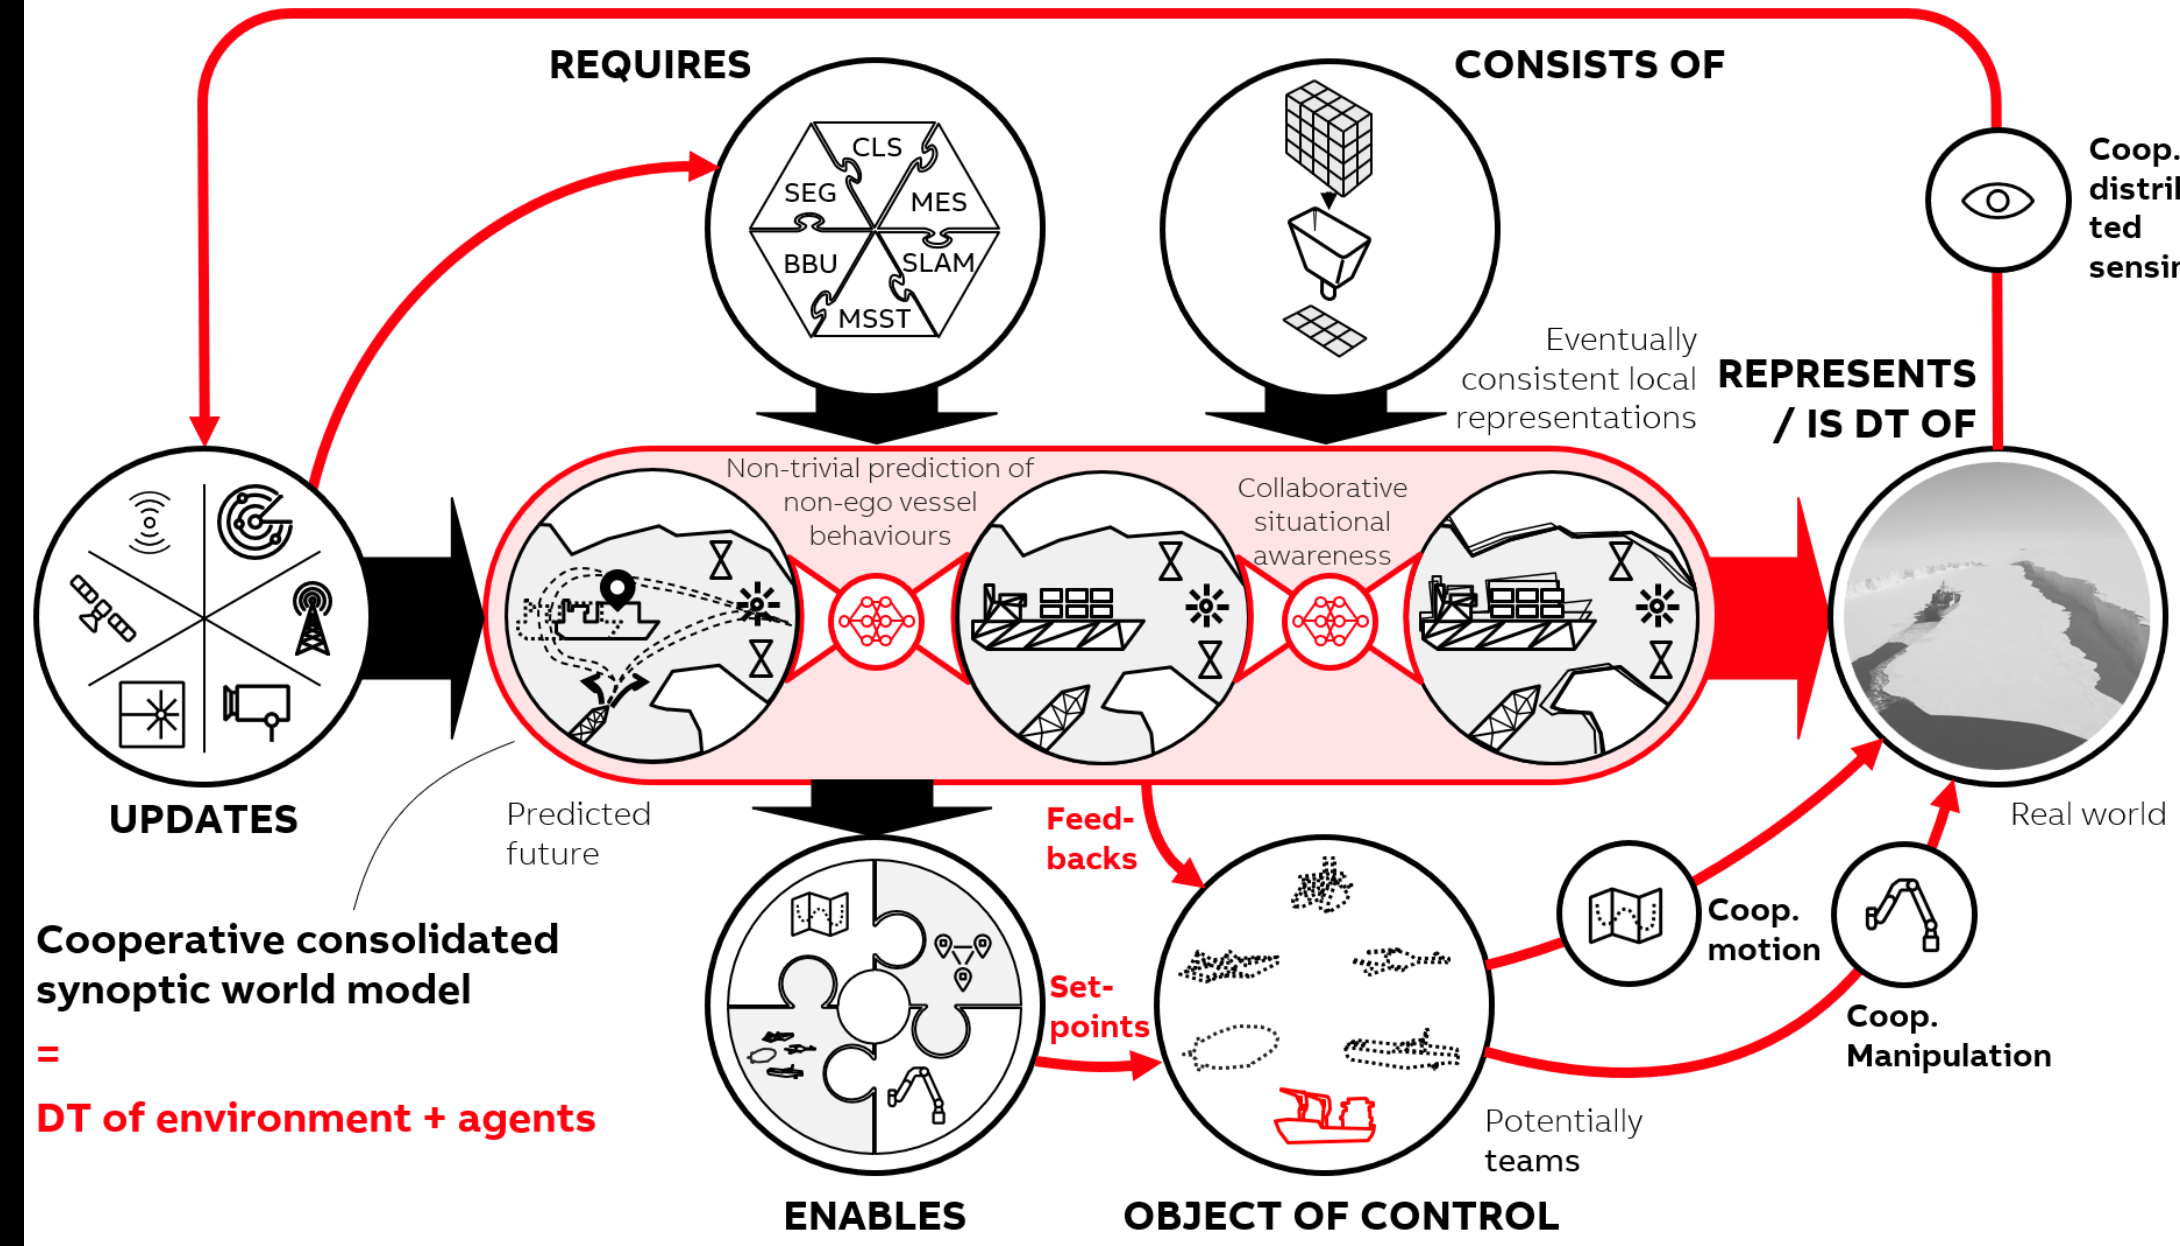 REQUIRES
CONSISTS OF
CLS
SEG
MES
BBU
SLAM
MSST
Coop.
ted
Eventually
consistent local
representations
REPRESENTS
/ IS DT OF
Non-trivial prediction of
non-ego vessel
behaviours
Collaborative
situational
awareness
UPDATES
Predicted
future
Feed-
backs
Real world
Cooperative consolidated
synoptic world model
=
DT of environment + agents
Set-
points
Coop.
motion
Coop.
Manipulation
Potentially
teams
ENABLES
OBJECT OF CONTROL